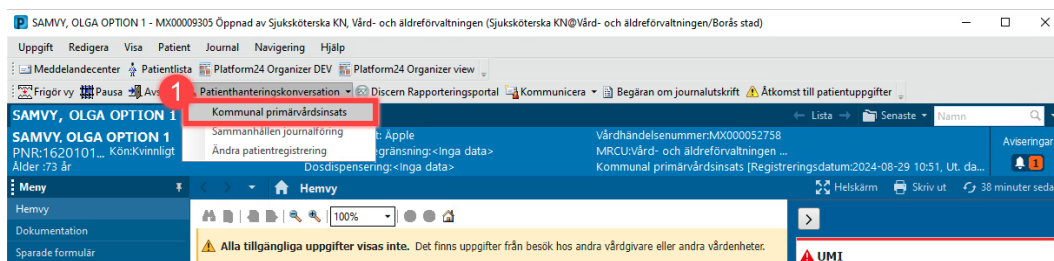 SAMVY, OLGA OPTION 1 - MX00009305 Öppnad av Sjuksköterska KN, Vård- och äldreförvaltningen (Sjuksköterska KN@Vård- och äldreförvaltningen/Borås stad)
Uppgift Redigera Visa Patient Journal Navigering Hjälp
Meddelandecenter Patientlista Platform24 Organizer DEV Platform24 Organizer view
Frigör vy Pausa Avs 1 Patienthanteringskonversation Discern Rapporteringsportal Kommunicera Begäran om journalutskrift Åtkomst till patientuppgifter
SAMVY, OLGA OPTION 1 Kommunal primärvårdsinsats Lista Senaste Namn
SAMVY, OLGA OPTION 1 Sammanhållen journalföring : Äpple Vårdhändelsenummer:MX000052758
PNR:1620101... Kön:Kvinnligt Ändra patientregistrering egränsning:<Inga data> MRCU:Vård- och äldreförvaltningen ... Aviseringar
Ålder :73 år Dosdispensering:<Inga data> Kommunal primärvårdsinsats [Registreringsdatum:2024-08-29 10:51, Ut. da... 1
Meny Hemvy Helskärm Skriv ut 38 minuter seda
Hemvy 100%
Dokumentation
Sparade formulär Alla tillgängliga uppgifter visas inte. Det finns uppgifter från besök hos andra vårdgivare eller andra vårdenheter. UMI